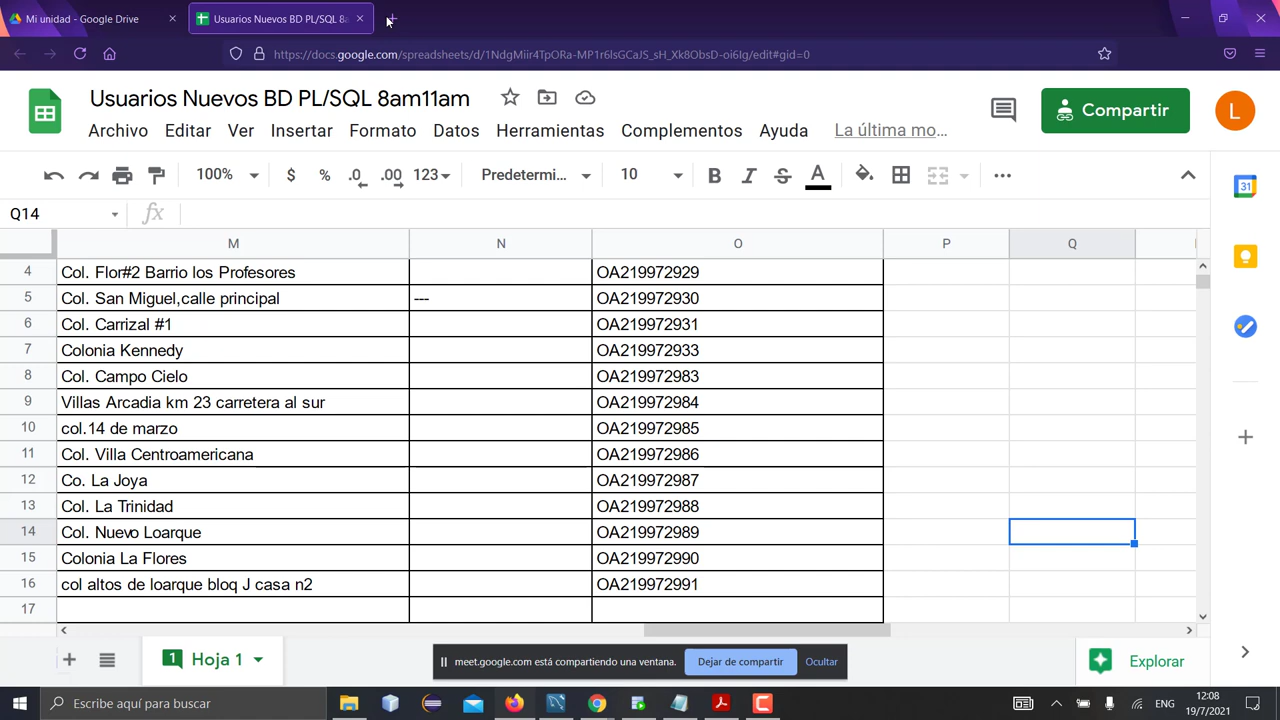 Mi unidad - Google Drive
Usuarios Nuevos BD PL/SQL 8a
https://docs.google.com/spreadsheets/d/1NdgMiir4TpORa-MP1r6lsGCaJS_sH_Xk8ObsD-oi6Ig/edit#gid=0
Usuarios Nuevos BD PL/SQL 8am11am
Archivo Editar Ver Insertar Formato Datos Herramientas Complementos Ayuda La última mo...
Compartir
L
100% $ % .0 .00 123 Predetermi... 10 B I S A
31
Q14 fx
M N O P Q
4 Col. Flor#2 Barrio los Profesores OA219972929
5 Col. San Miguel,calle principal --- OA219972930
6 Col. Carrizal #1 OA219972931
7 Colonia Kennedy OA219972933
8 Col. Campo Cielo OA219972983
9 Villas Arcadia km 23 carretera al sur OA219972984
10 col.14 de marzo OA219972985
11 Col. Villa Centroamericana OA219972986
12 Co. La Joya OA219972987
13 Col. La Trinidad OA219972988
14 Col. Nuevo Loarque OA219972989
15 Colonia La Flores OA219972990
16 col altos de loarque bloq J casa n2 OA219972991
17
1 Hoja 1
meet.google.com está compartiendo una ventana. Dejar de compartir Ocultar
Explorar
Escribe aquí para buscar
ENG
12:08
19/7/2021